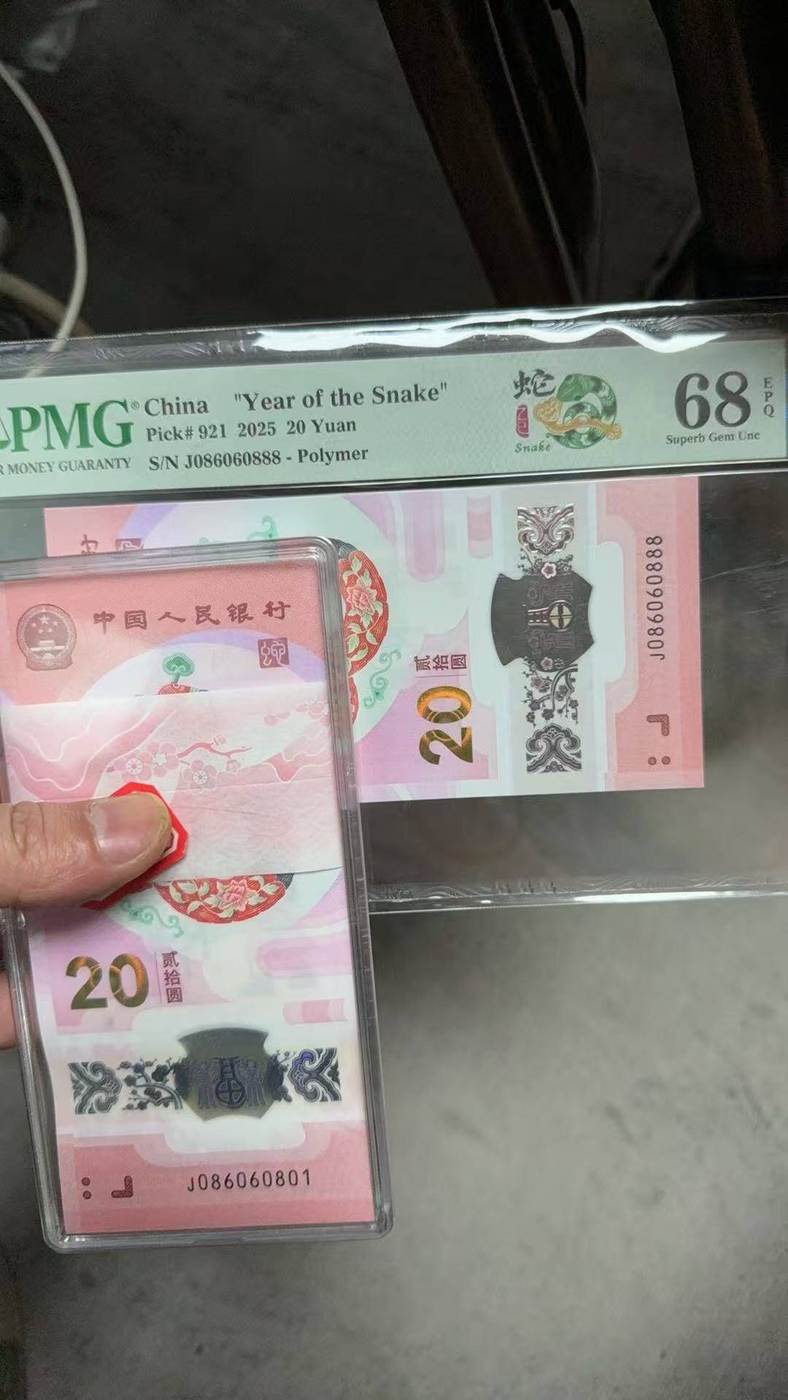 PMG®
R MONEY GUARANTY
China "Year of the Snake"
Pick# 921 2025 20 Yuan
S/N J086060888 - Polymer
蛇
Snake
68
EPQ
Superb Gem Unc
贰拾圆
20
J086060888
中国人民银行
20
贰拾圆
J086060801